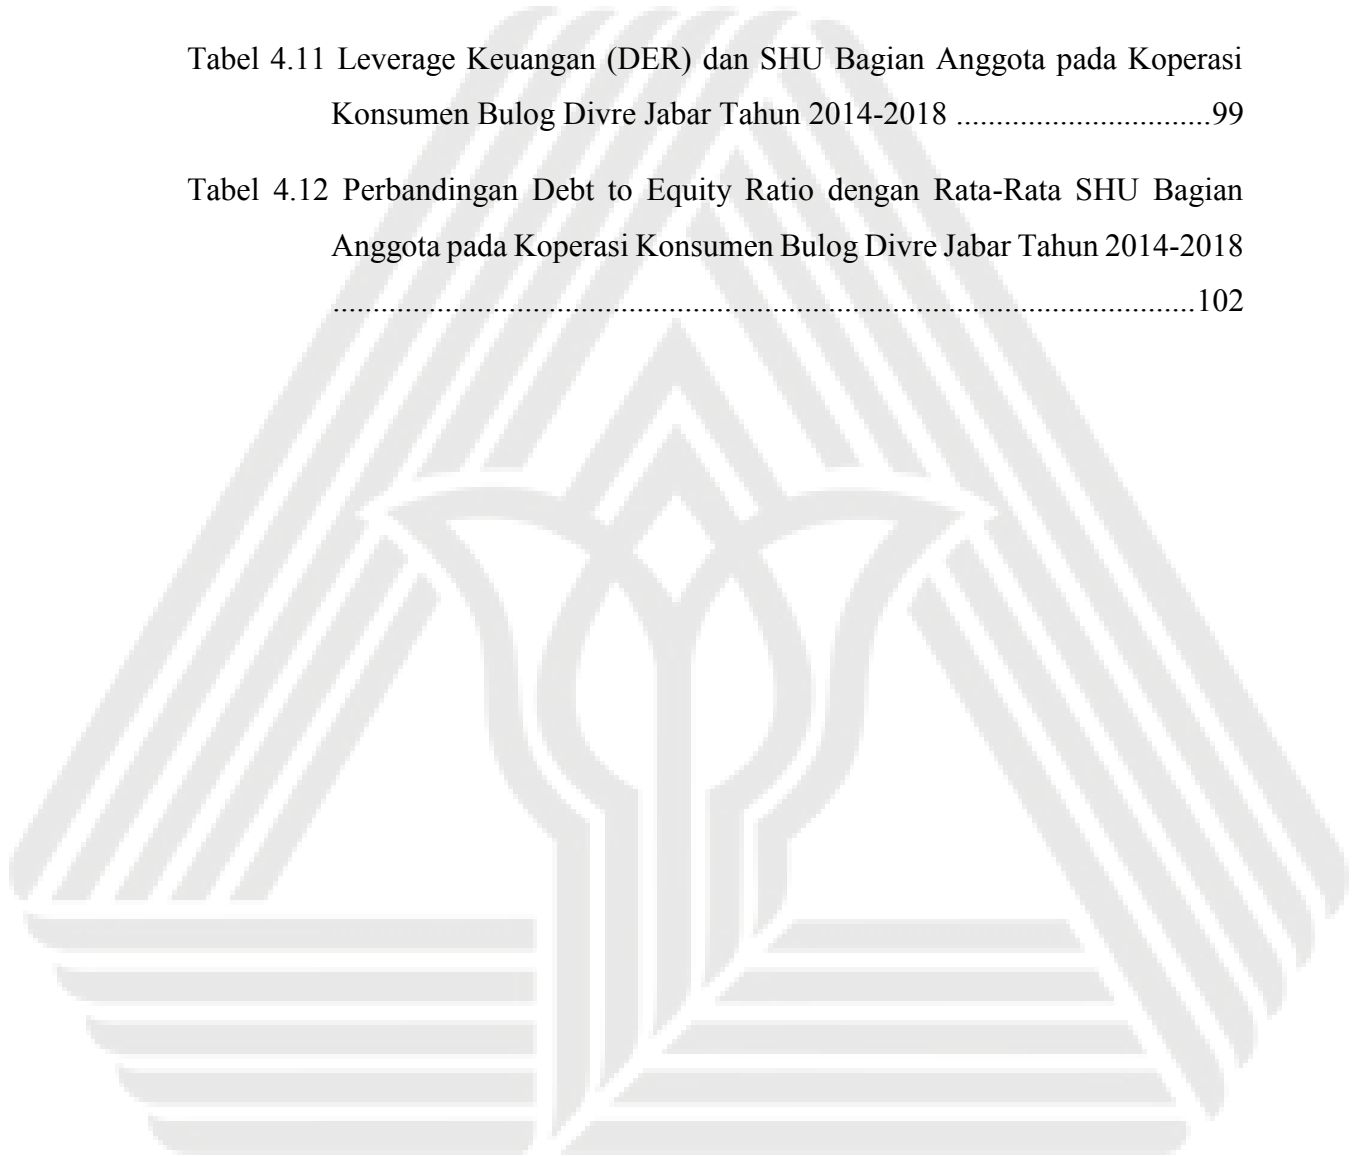 Tabel 4.11 Leverage Keuangan (DER) dan SHU Bagian Anggota pada Koperasi
Konsumen Bulog Divre Jabar Tahun 2014-2018 ................................99
Tabel 4.12 Perbandingan Debt to Equity Ratio dengan Rata-Rata SHU Bagian
Anggota pada Koperasi Konsumen Bulog Divre Jabar Tahun 2014-2018
.............................................................................................................102